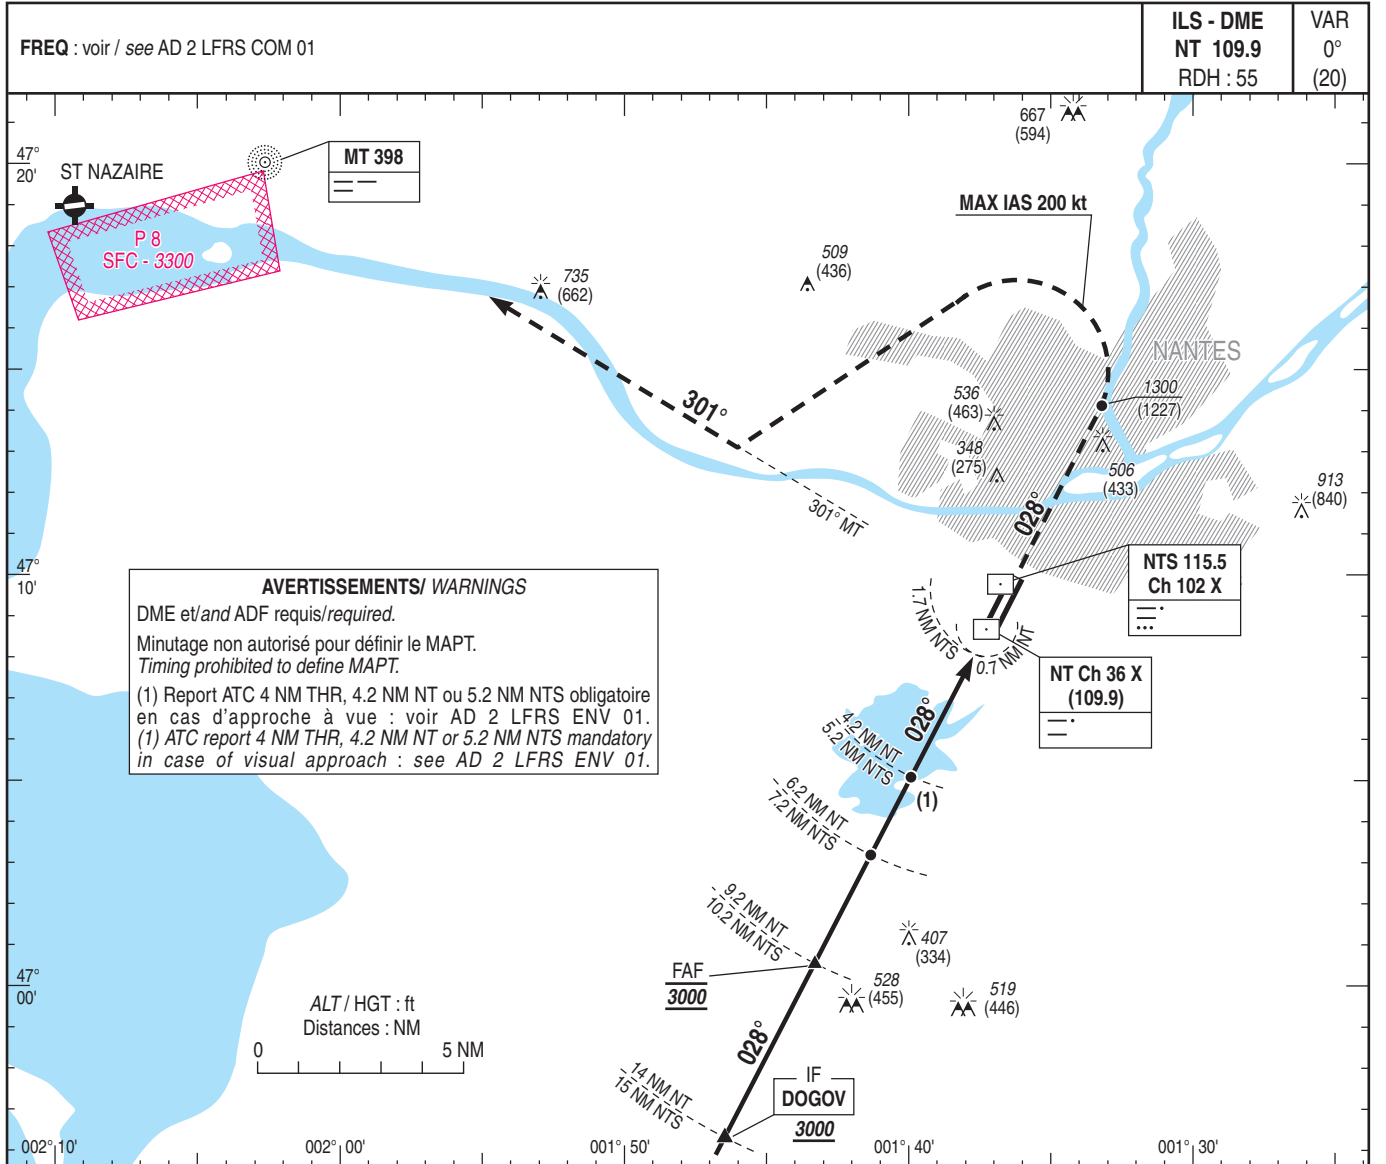 FREQ : voir / see AD 2 LFRS COM 01
ILS - DME
NT 109.9
RDH : 55
VAR
0°
(20)
667
(594)
47°
20'
ST NAZAIRE
MT 398
P 8
SFC - 3300
MAX IAS 200 kt
509
(436)
735
(662)
NANTES
1300
(1227)
536
(463)
301°
348
(275)
506
(433)
913
(840)
301° MT
028°
47°
10'
NTS 115.5
Ch 102 X
AVERTISSEMENTS/ WARNINGS
DME et/and ADF requis/required.
Minutage non autorisé pour définir le MAPT.
Timing prohibited to define MAPT.
(1) Report ATC 4 NM THR, 4.2 NM NT ou 5.2 NM NTS obligatoire
en cas d'approche à vue : voir AD 2 LFRS ENV 01.
(1) ATC report 4 NM THR, 4.2 NM NT or 5.2 NM NTS mandatory
in case of visual approach : see AD 2 LFRS ENV 01.
1.7 NM NTS
0.7 NM NT
NT Ch 36 X
(109.9)
028°
4.2 NM NT
5.2 NM NTS
(1)
6.2 NM NT
7.2 NM NTS
9.2 NM NT
10.2 NM NTS
407
(334)
47°
00'
FAF
3000
528
(455)
519
(446)
ALT / HGT : ft
Distances : NM
0 5 NM
028°
14 NM NT
15 NM NTS
IF
DOGOV
3000
002°10' 002°00' 001°50' 001°40' 001°30'